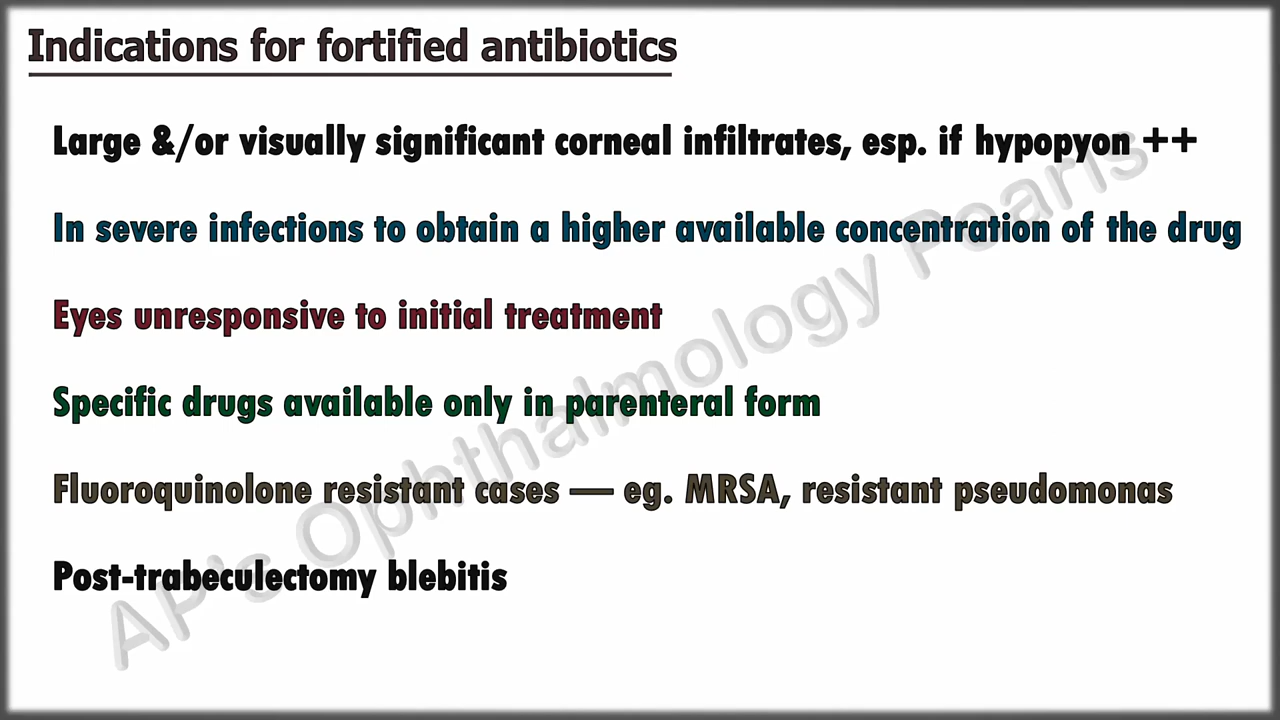 Indications for fortified antibiotics
Large &/or visually significant corneal infiltrates, esp. if hypopyon ++
In severe infections to obtain a higher available concentration of the drug
Eyes unresponsive to initial treatment
Specific drugs available only in parenteral form
Fluoroquinolone resistant cases — eg. MRSA, resistant pseudomonas
Post-trabeculectomy blebitis
AP's Ophthalmology Pearls